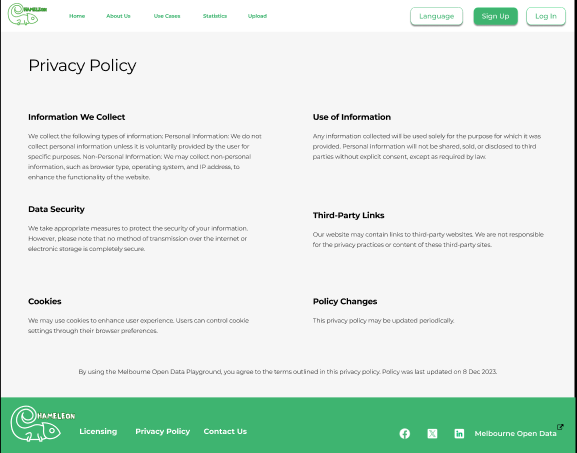 HAMELEON
Home
About Us
Use Cases
Statistics
Upload
Language
Sign Up
Log In
Privacy Policy
Information We Collect
We collect the following types of information: Personal Information: We do not
collect personal information unless it is voluntarily provided by the user for
specific purposes. Non-Personal Information: We may collect non-personal
information, such as browser type, operating system, and IP address, to
enhance the functionality of the website.
Use of Information
Any information collected will be used solely for the purpose for which it was
provided. Personal Information will not be shared, sold, or disclosed to third
parties without explicit consent, except as required by law.
Data Security
We take appropriate measures to protect the security of your information.
However, please note that no method of transmission over the internet or
electronic storage is completely secure.
Third-Party Links
Our website may contain links to third-party websites. We are not responsible
for the privacy practices or content of these third-party sites.
Cookies
We may use cookies to enhance user experience. Users can control cookie
settings through their browser preferences.
Policy Changes
This privacy policy may be updated periodically.
By using the Melbourne Open Data Playground, you agree to the terms outlined in this privacy policy. Policy was last updated on 8 Dec 2023.
HAMELEON
Licensing
Privacy Policy
Contact Us
Melbourne Open Data